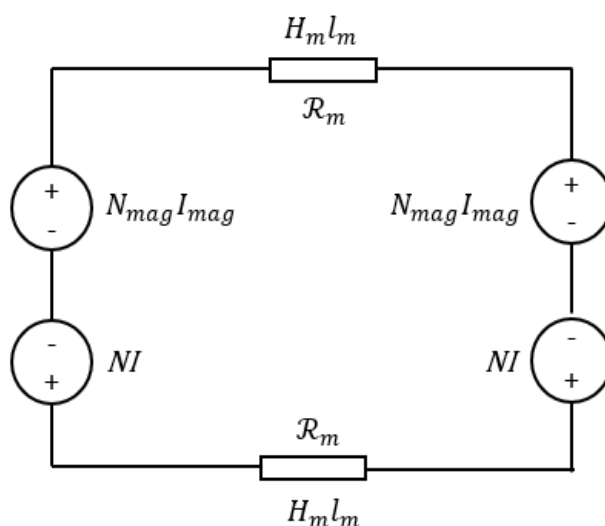 H_m l_m
ℛ_m
+ +
N_mag I_mag N_mag I_mag
- -
- -
NI NI
+ +
ℛ_m
H_m l_m